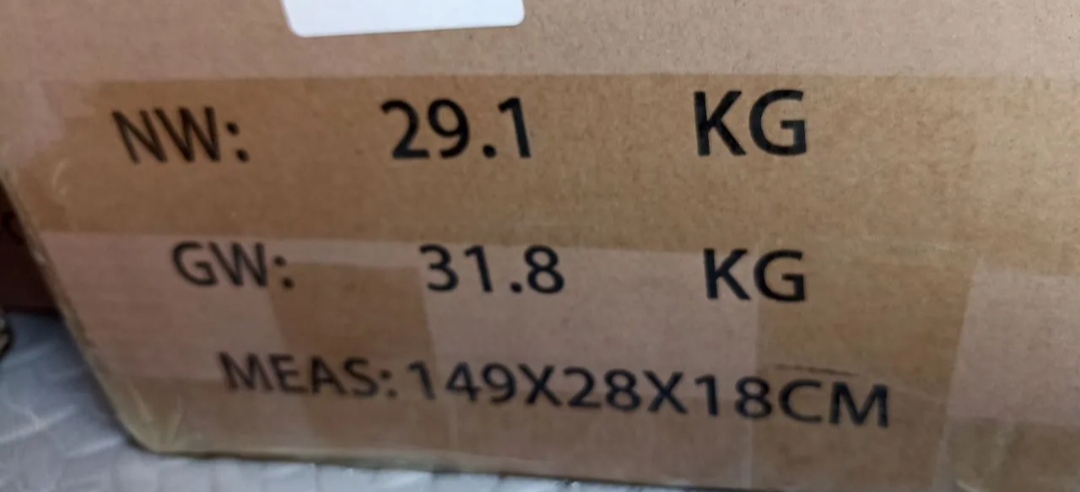 NW: 29.1 KG
GW: 31.8 KG
MEAS: 149X28X18CM